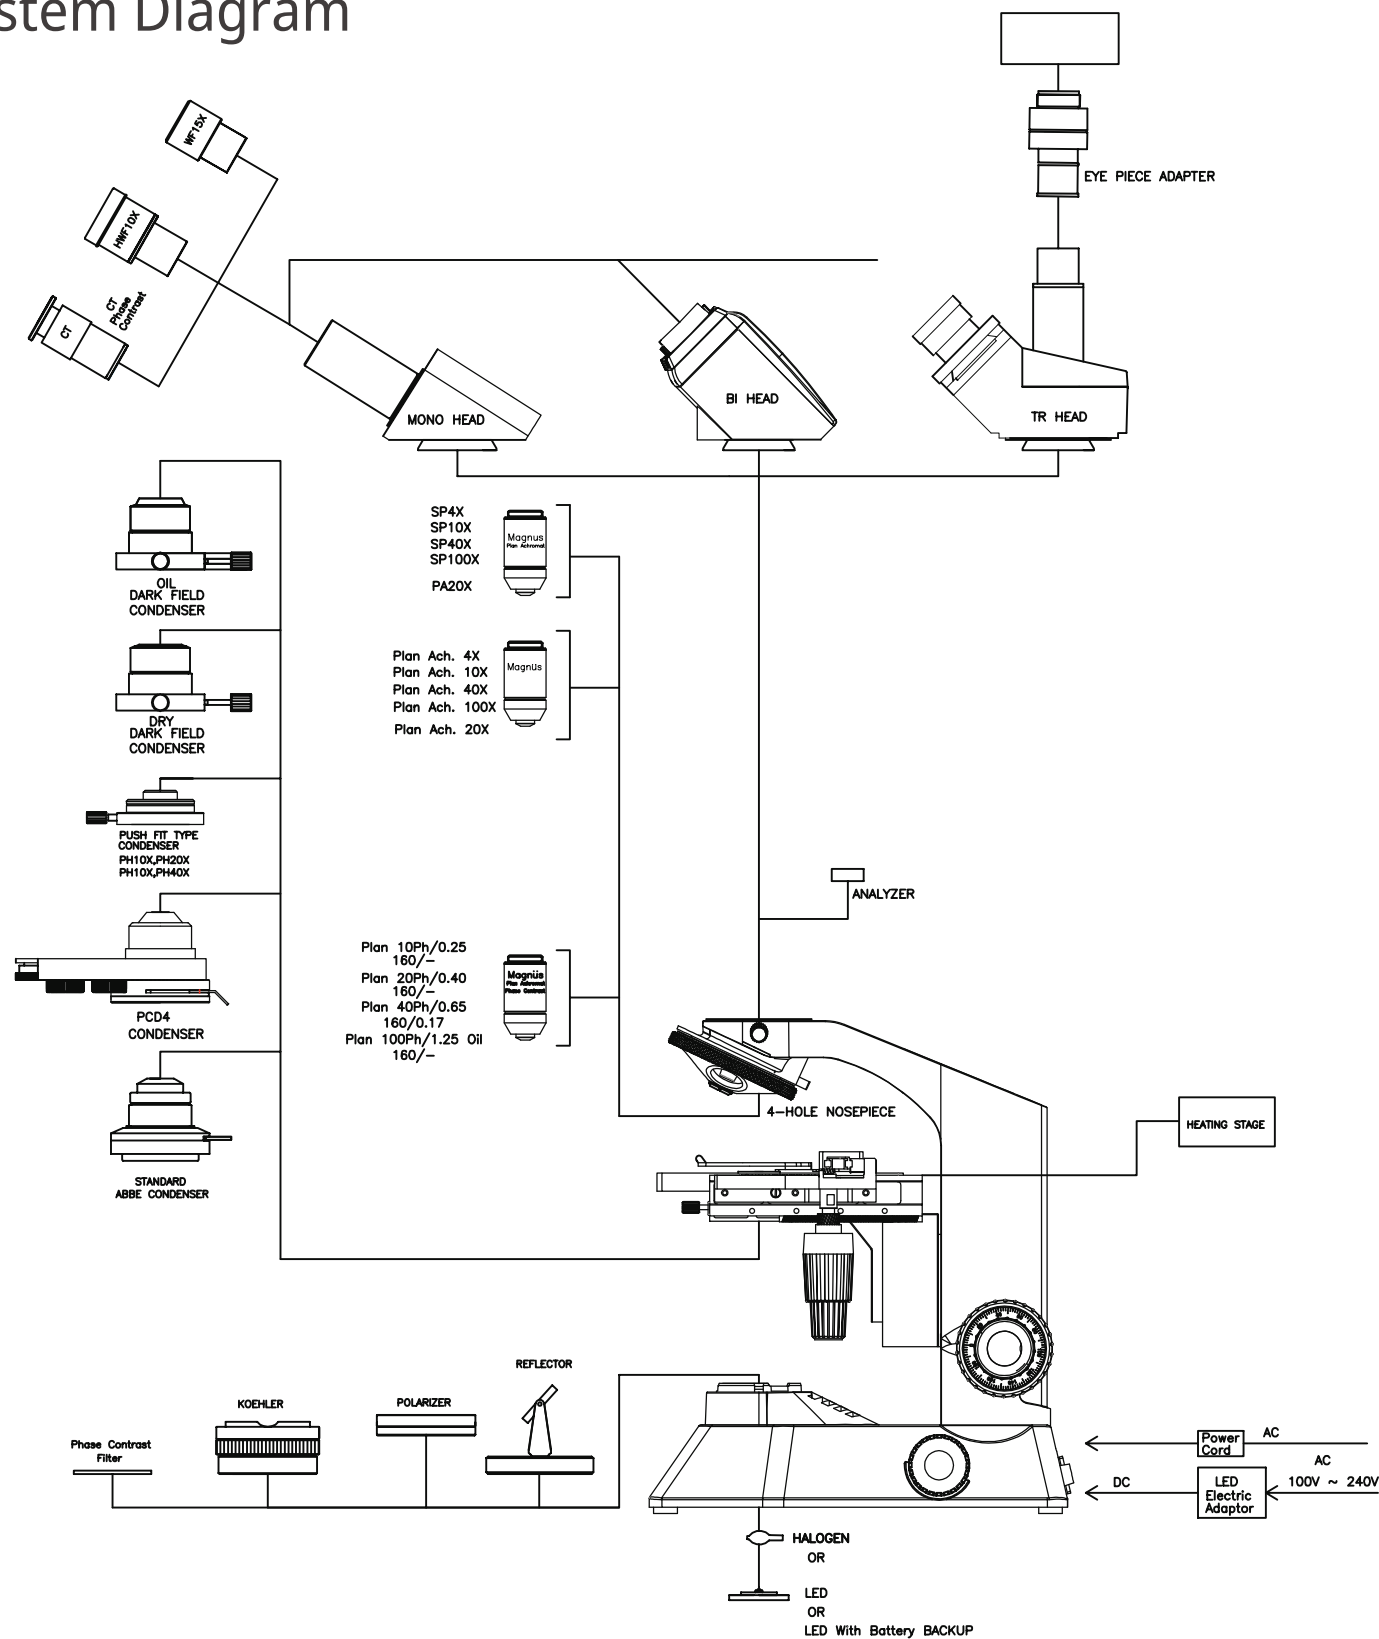 stem Diagram
WF15X
HWF10X
CT
CT
Phase
Contrast
EYE PIECE ADAPTER
MONO HEAD
BI HEAD
TR HEAD
OIL
DARK FIELD
CONDENSER
DRY
DARK FIELD
CONDENSER
PUSH FIT TYPE
CONDENSER
PH10X,PH20X
PH10X,PH40X
PCD4
CONDENSER
STANDARD
ABBE CONDENSER
SP4X
SP10X
SP40X
SP100X
PA20X
Magnus
Plan Achromat
Plan Ach. 4X
Plan Ach. 10X
Plan Ach. 40X
Plan Ach. 100X
Plan Ach. 20X
Magnüs
Plan 10Ph/0.25
160/-
Plan 20Ph/0.40
160/-
Plan 40Ph/0.65
160/0.17
Plan 100Ph/1.25 Oil
160/-
Magnüs
Plan Achromat
Phase Contrast
ANALYZER
4-HOLE NOSEPIECE
HEATING STAGE
REFLECTOR
POLARIZER
KOEHLER
Phase Contrast
Filter
Power
Cord
AC
AC
100V ~ 240V
LED
Electric
Adaptor
DC
HALOGEN
OR
LED
OR
LED With Battery BACKUP